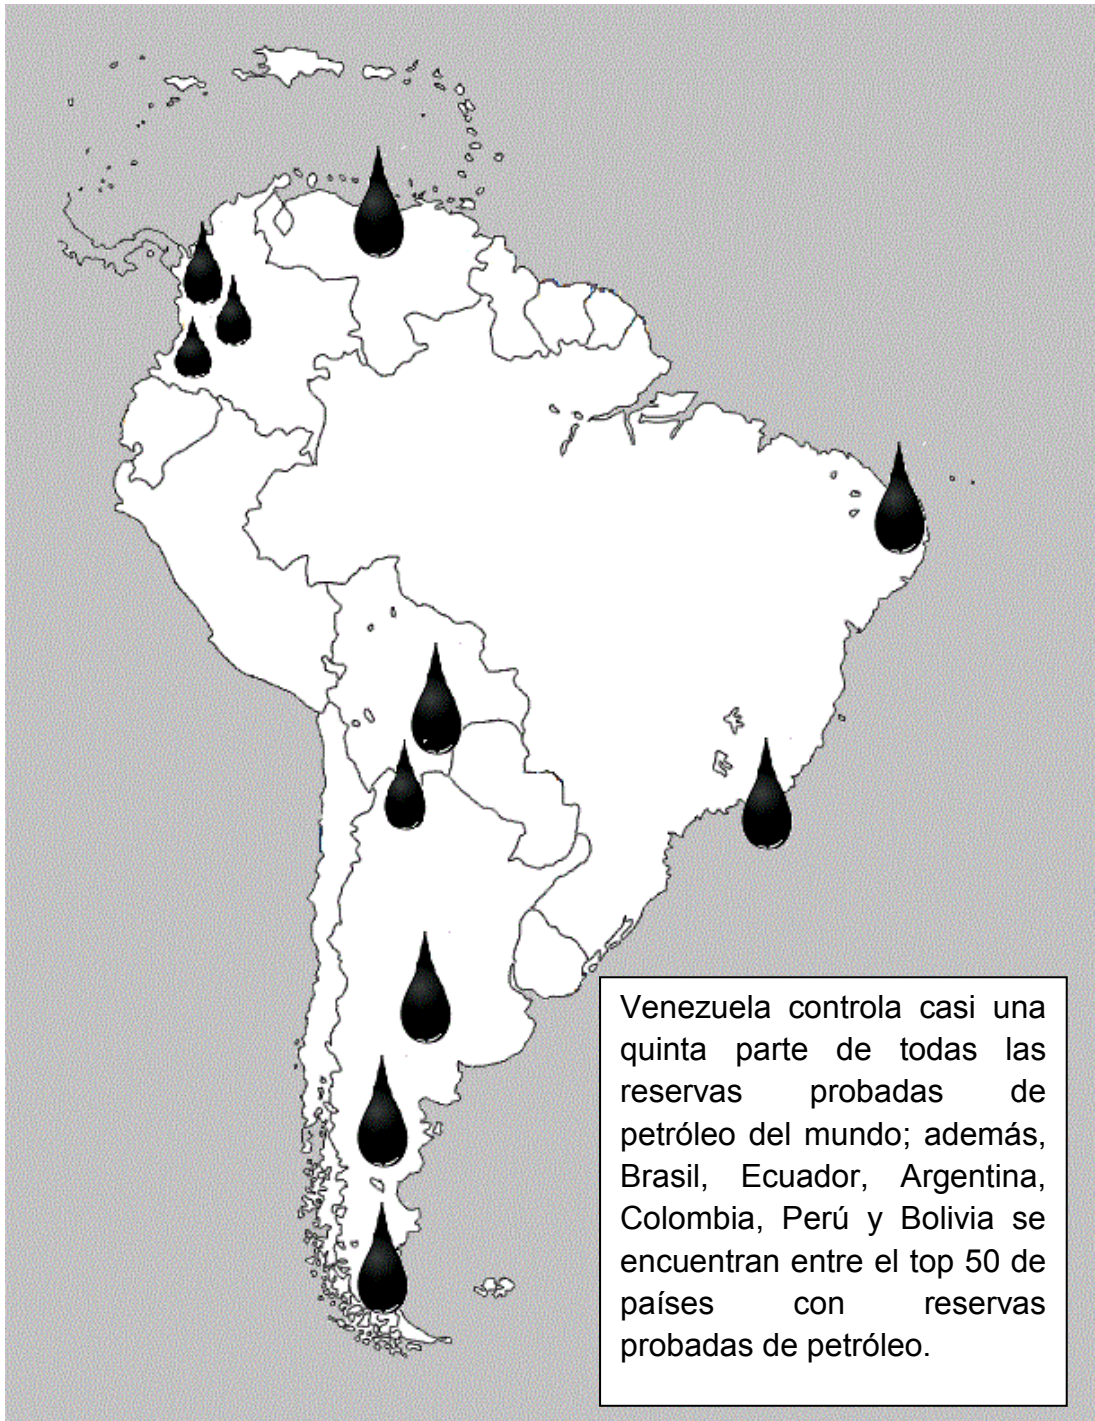 Venezuela controla casi una
quinta parte de todas las
reservas probadas de
petróleo del mundo; además,
Brasil, Ecuador, Argentina,
Colombia, Perú y Bolivia se
encuentran entre el top 50 de
países con reservas
probadas de petróleo.